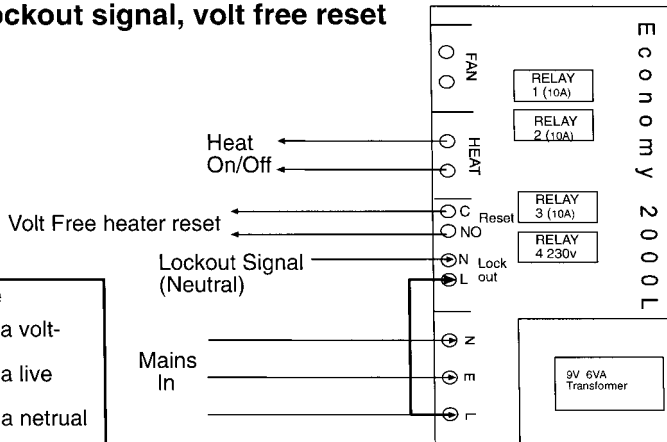 ockout signal, volt free reset
FAN
HEAT
RELAY
1 (10A)
RELAY
2 (10A)
Heat
On/Off
Volt Free heater reset
C
Reset
NO
RELAY
3 (10A)
RELAY
4 230v
Lockout Signal
(Neutral)
N
Lock
out
L
Economy 2000L
a volt-
a live
a netrual
Mains
In
N
E
L
9V 6VA
Transformer